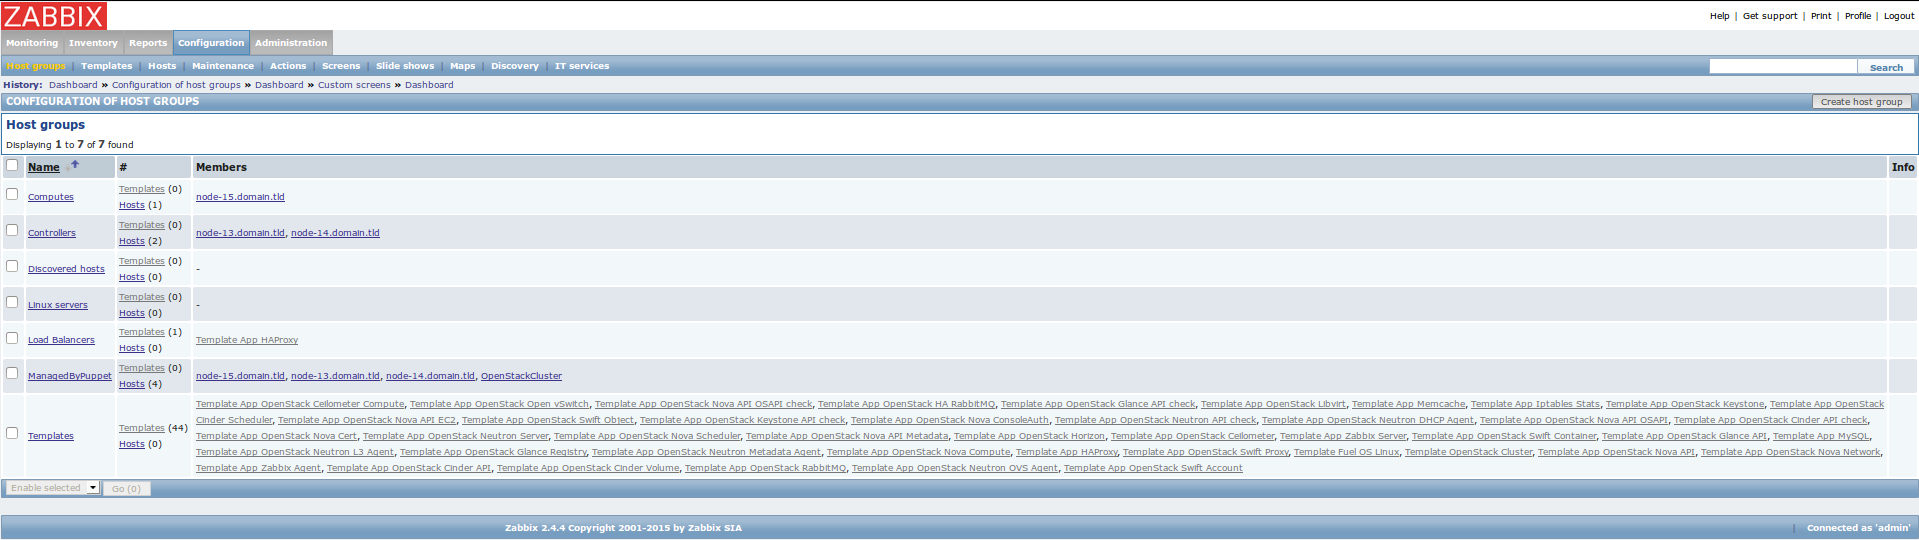 ZABBIX
Help | Get support | Print | Profile | Logout
Monitoring Inventory Reports Configuration Administration
Host groups | Templates | Hosts | Maintenance | Actions | Screens | Slide shows | Maps | Discovery | IT services Search
History: Dashboard » Configuration of host groups » Dashboard » Custom screens » Dashboard
CONFIGURATION OF HOST GROUPS Create host group
Host groups
Displaying 1 to 7 of 7 found
Name # Members Info
Computes Templates (0) Hosts (1) node-15.domain.tld
Controllers Templates (0) Hosts (2) node-13.domain.tld, node-14.domain.tld
Discovered hosts Templates (0) Hosts (0) -
Linux servers Templates (0) Hosts (0) -
Load Balancers Templates (1) Hosts (0) Template App HAProxy
ManagedByPuppet Templates (0) Hosts (4) node-15.domain.tld, node-13.domain.tld, node-14.domain.tld, OpenStackCluster
Templates Templates (44) Hosts (0)
Template App OpenStack Ceilometer Compute, Template App OpenStack Open vSwitch, Template App OpenStack Nova API OSAPI check, Template App OpenStack HA RabbitMQ, Template App OpenStack Glance API check, Template App OpenStack Libvirt, Template App Memcache, Template App Iptables Stats, Template App OpenStack Keystone, Template App OpenStack
Cinder Scheduler, Template App OpenStack Nova API EC2, Template App OpenStack Swift Object, Template App OpenStack Keystone API check, Template App OpenStack Nova ConsoleAuth, Template App OpenStack Neutron API check, Template App OpenStack Neutron DHCP Agent, Template App OpenStack Nova API OSAPI, Template App OpenStack Cinder API check,
Template App OpenStack Nova Cert, Template App OpenStack Neutron Server, Template App OpenStack Nova Scheduler, Template App OpenStack Nova API Metadata, Template App OpenStack Horizon, Template App OpenStack Ceilometer, Template App Zabbix Server, Template App OpenStack Swift Container, Template App OpenStack Glance API, Template App MySQL,
Template App OpenStack Neutron L3 Agent, Template App OpenStack Glance Registry, Template App OpenStack Neutron Metadata Agent, Template App OpenStack Nova Compute, Template App HAProxy, Template App OpenStack Swift Proxy, Template Fuel OS Linux, Template OpenStack Cluster, Template App OpenStack Nova API, Template App OpenStack Nova Network,
Template App Zabbix Agent, Template App OpenStack Cinder API, Template App OpenStack Cinder Volume, Template App OpenStack RabbitMQ, Template App OpenStack Neutron OVS Agent, Template App OpenStack Swift Account
Enable selected Go (0)
Zabbix 2.4.4 Copyright 2001-2015 by Zabbix SIA | Connected as 'admin'